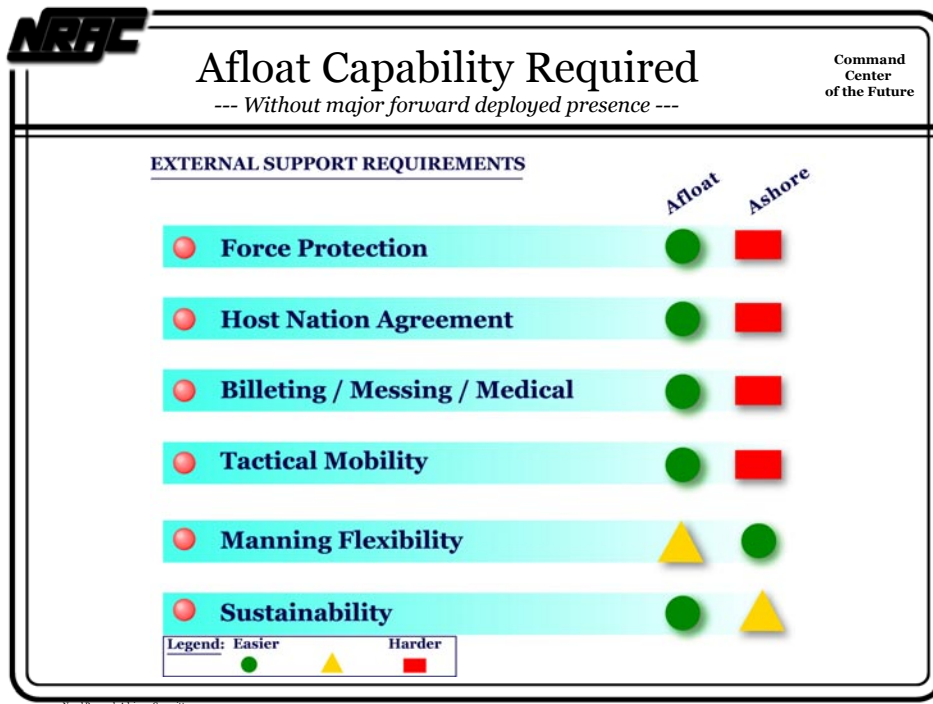 NRAC
Afloat Capability Required
--- Without major forward deployed presence ---
Command
Center
of the Future
EXTERNAL SUPPORT REQUIREMENTS
Afloat Ashore
Force Protection
Host Nation Agreement
Billeting / Messing / Medical
Tactical Mobility
Manning Flexibility
Sustainability
Legend: Easier Harder